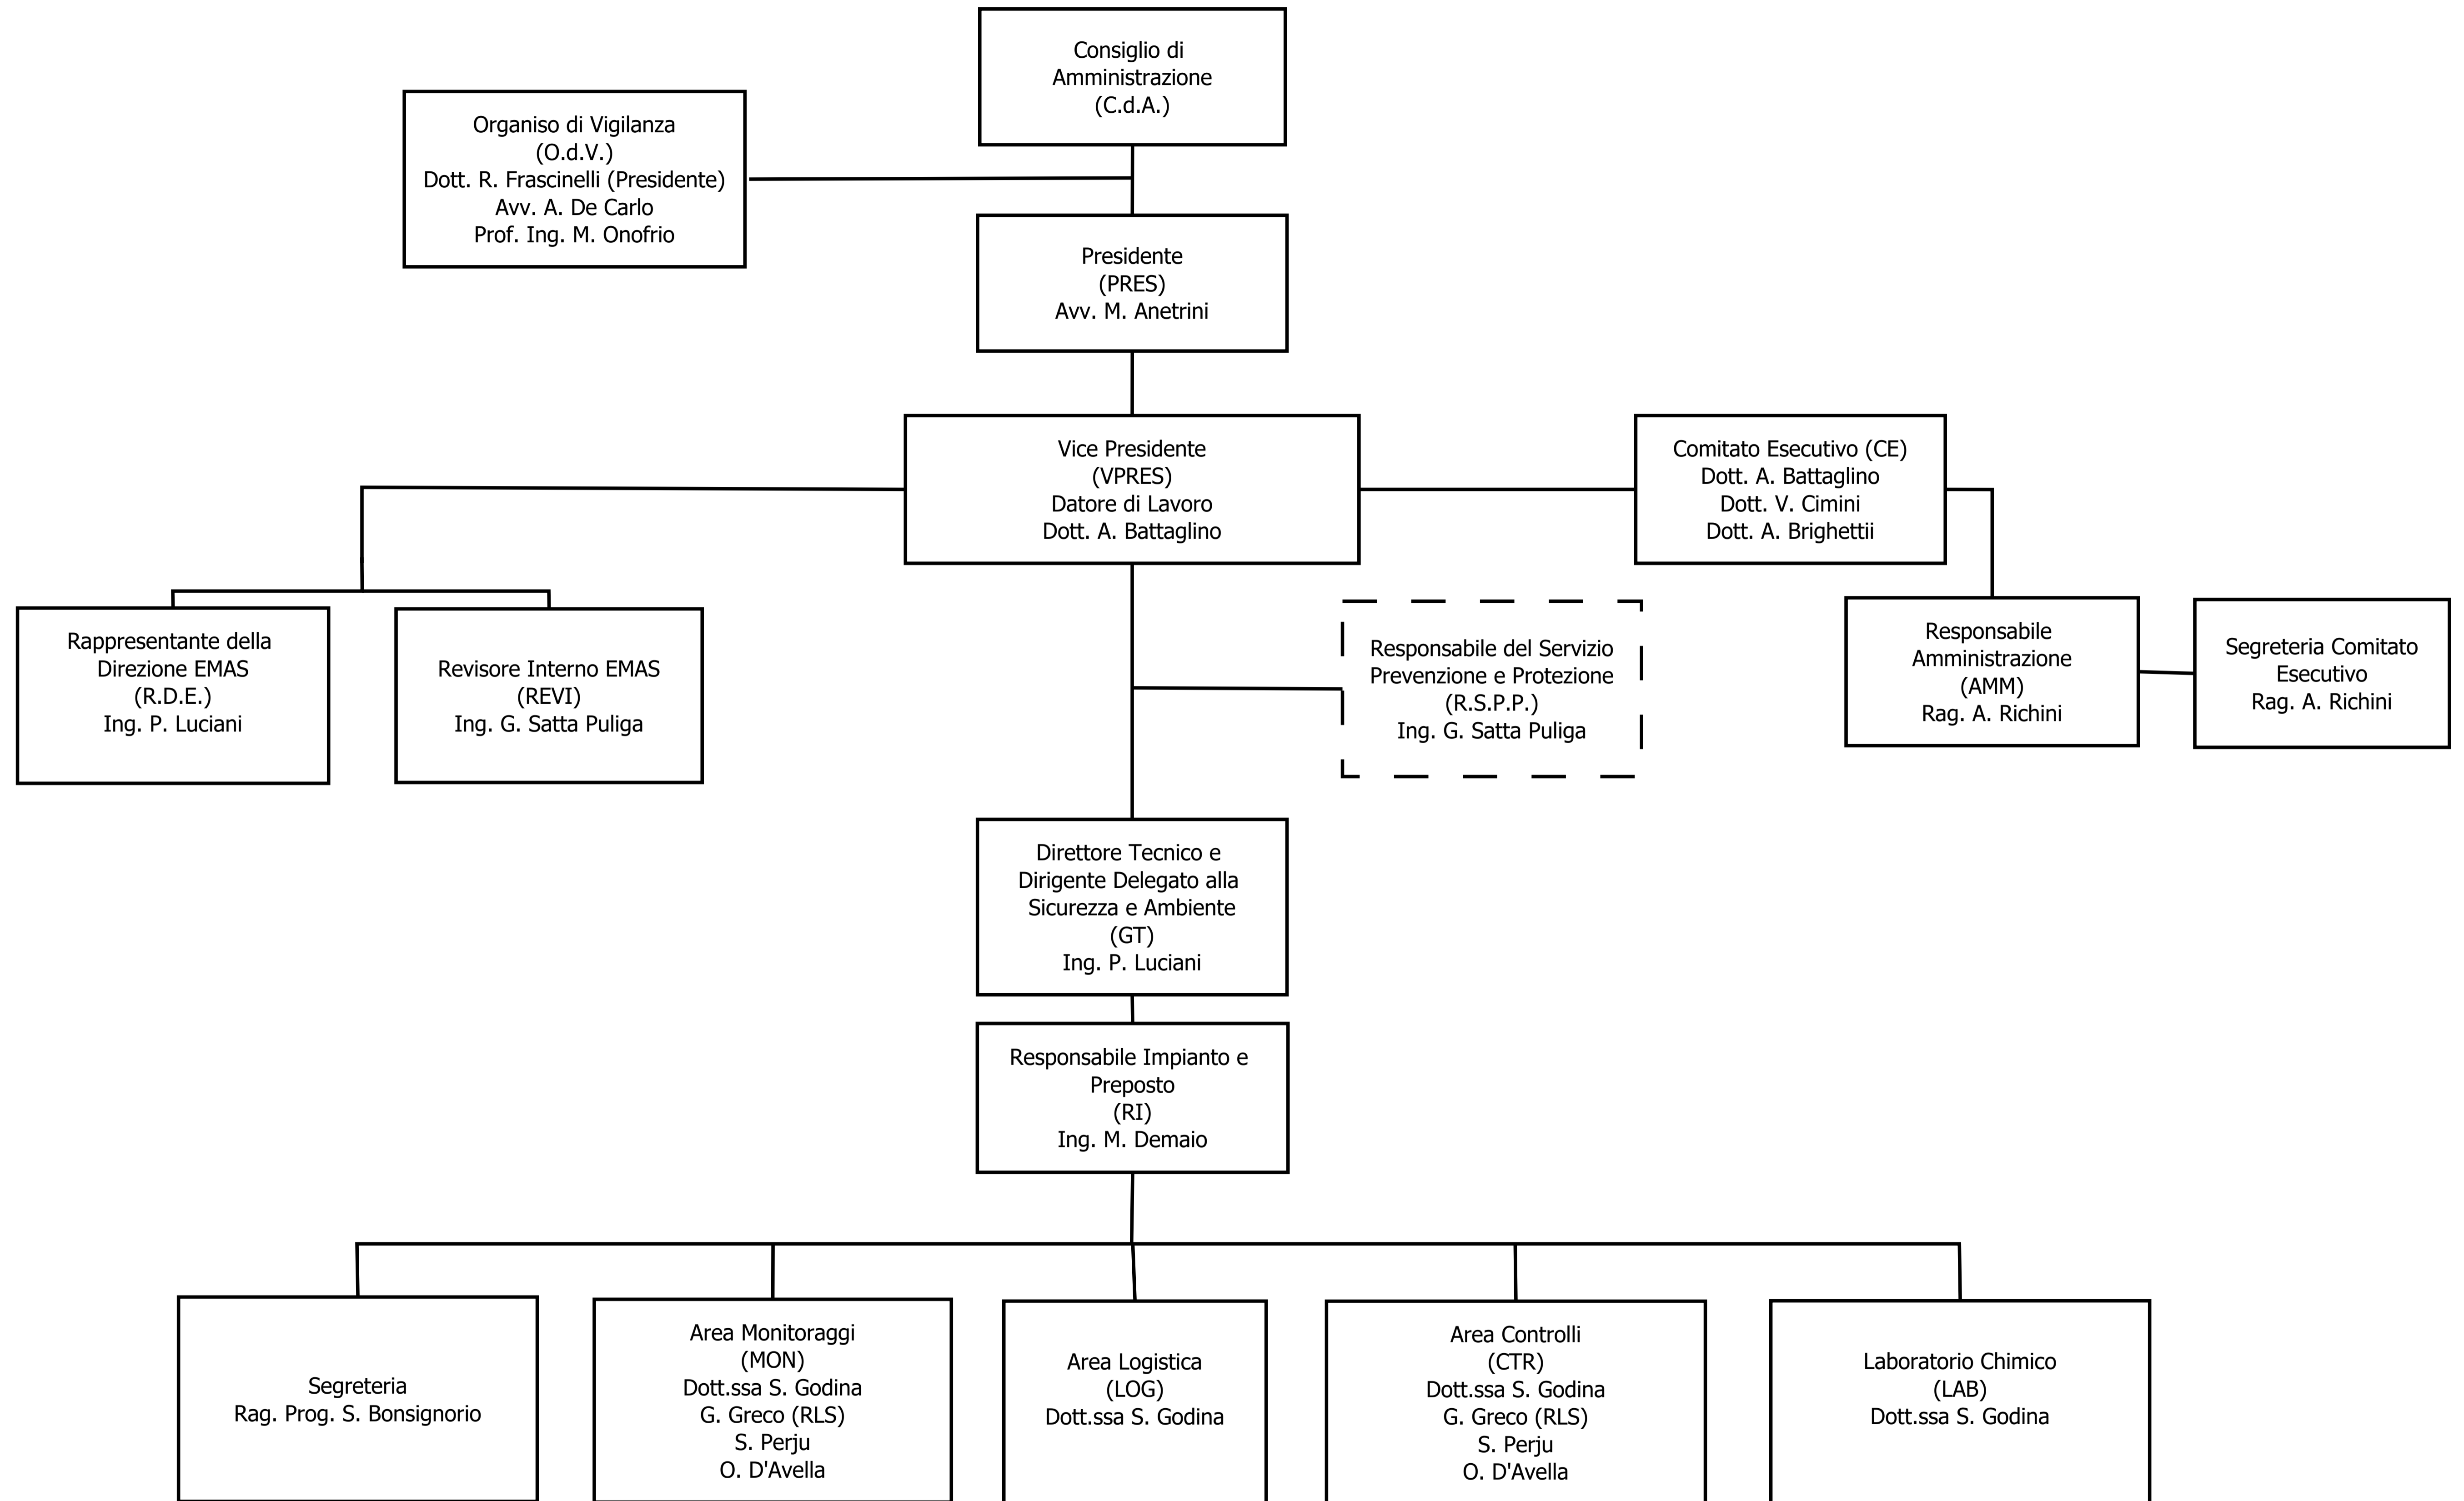 Consiglio di
Amministrazione
(C.d.A.)
Organiso di Vigilanza
(O.d.V.)
Dott. R. Frascinelli (Presidente)
Avv. A. De Carlo
Prof. Ing. M. Onofrio
Presidente
(PRES)
Avv. M. Anetrini
Vice Presidente
(VPRES)
Datore di Lavoro
Dott. A. Battaglino
Comitato Esecutivo (CE)
Dott. A. Battaglino
Dott. V. Cimini
Dott. A. Brighettii
Rappresentante della
Direzione EMAS
(R.D.E.)
Ing. P. Luciani
Revisore Interno EMAS
(REVI)
Ing. G. Satta Puliga
Responsabile del Servizio
Prevenzione e Protezione
(R.S.P.P.)
Ing. G. Satta Puliga
Responsabile
Amministrazione
(AMM)
Rag. A. Richini
Segreteria Comitato
Esecutivo
Rag. A. Richini
Direttore Tecnico e
Dirigente Delegato alla
Sicurezza e Ambiente
(GT)
Ing. P. Luciani
Responsabile Impianto e
Preposto
(RI)
Ing. M. Demaio
Segreteria
Rag. Prog. S. Bonsignorio
Area Monitoraggi
(MON)
Dott.ssa S. Godina
G. Greco (RLS)
S. Perju
O. D'Avella
Area Logistica
(LOG)
Dott.ssa S. Godina
Area Controlli
(CTR)
Dott.ssa S. Godina
G. Greco (RLS)
S. Perju
O. D'Avella
Laboratorio Chimico
(LAB)
Dott.ssa S. Godina